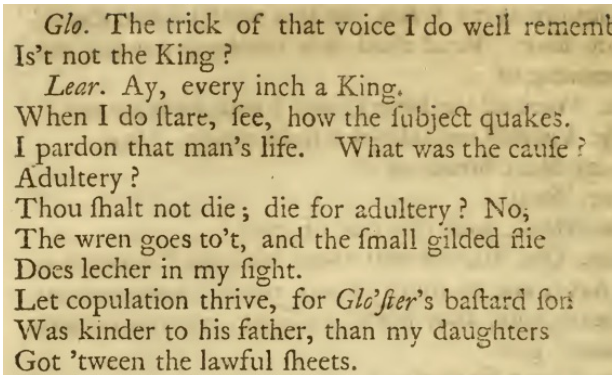 Glo. The trick of that voice I do well rememb
Is't not the King ?
Lear. Ay, every inch a King.
When I do ſtare, ſee, how the ſubject quakes.
I pardon that man's life. What was the cauſe ?
Adultery ?
Thou ſhalt not die ; die for adultery ? No;
The wren goes to't, and the ſmall gilded flie
Does lecher in my ſight.
Let copulation thrive, for Glo'ſter's baſtard ſon
Was kinder to his father, than my daughters
Got 'tween the lawful ſheets.